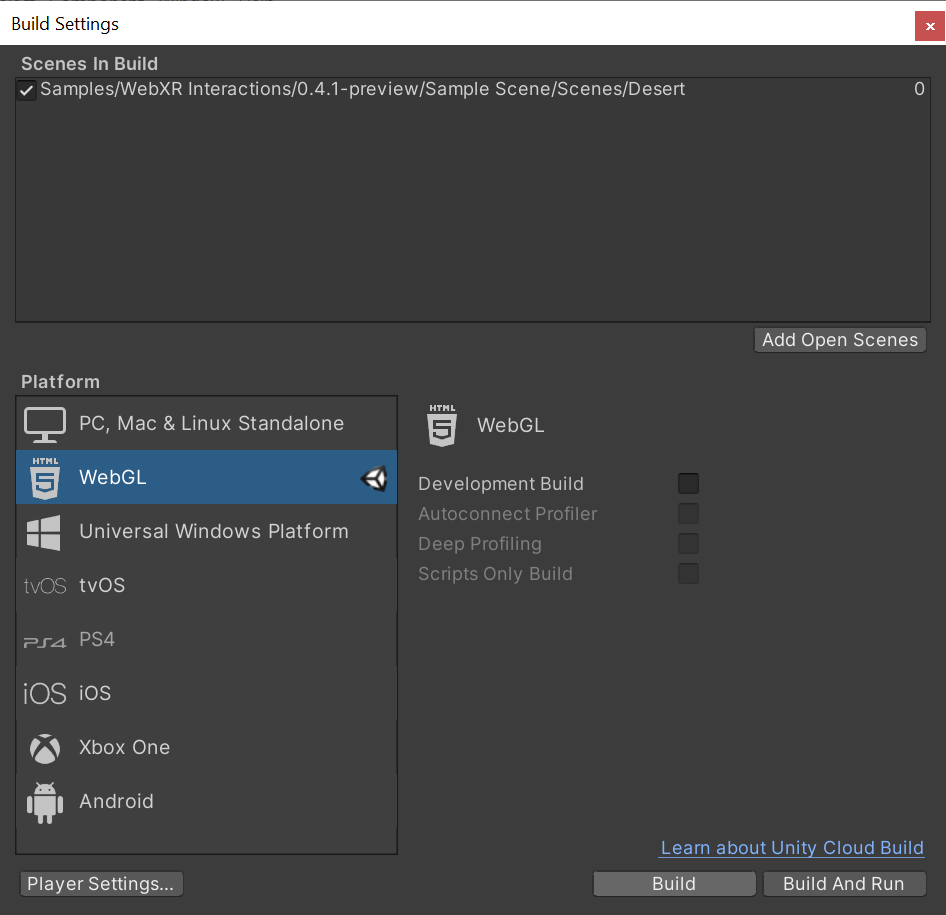 Build Settings
Scenes In Build
Samples/WebXR Interactions/0.4.1-preview/Sample Scene/Scenes/Desert 0
Add Open Scenes
Platform
PC, Mac & Linux Standalone
HTML
WebGL
HTML
WebGL
Development Build
Autoconnect Profiler
Deep Profiling
Scripts Only Build
Universal Windows Platform
tvOS tvOS
PS4 PS4
iOS iOS
Xbox One
Android
Learn about Unity Cloud Build
Player Settings...
Build
Build And Run